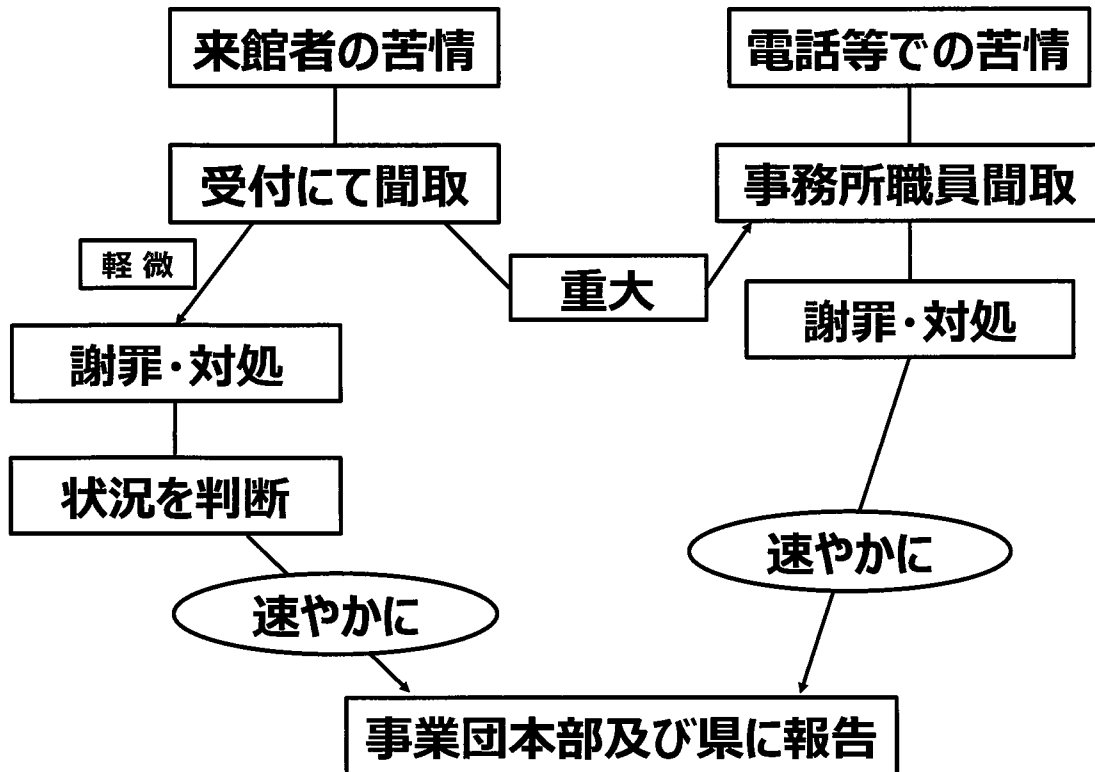 来館者の苦情
電話等での苦情
受付にて聞取
事務所職員聞取
軽微
重大
謝罪・対処
謝罪・対処
状況を判断
速やかに
速やかに
事業団本部及び県に報告